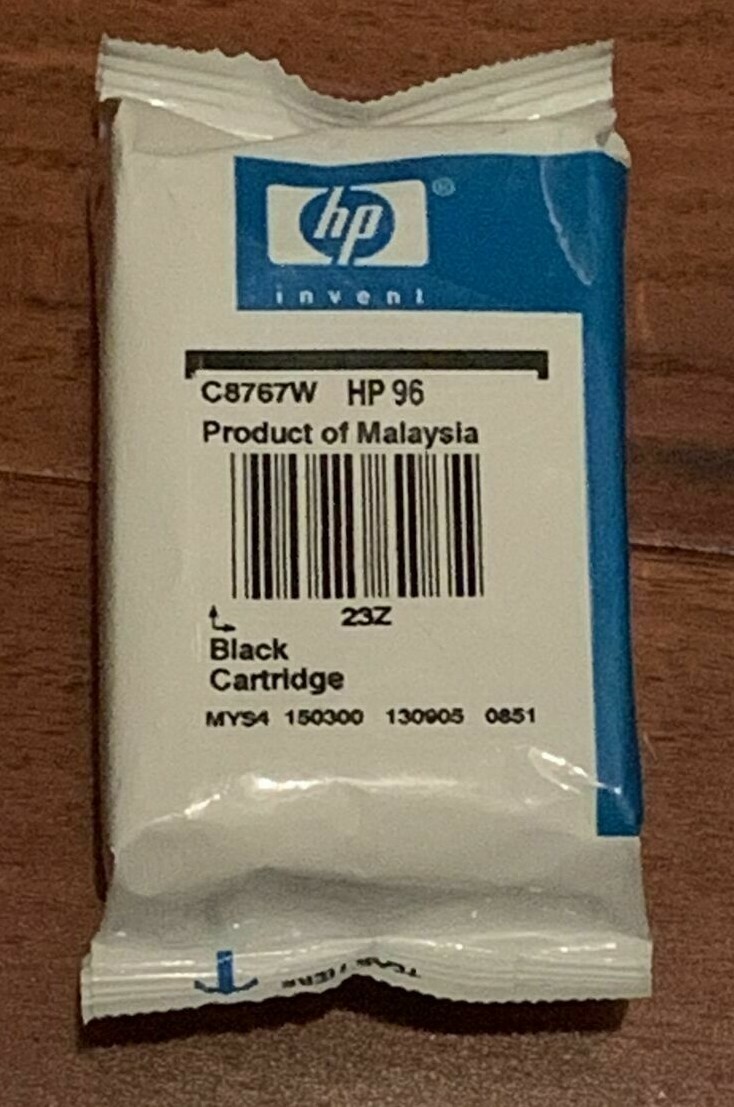 hp®
invent
C8767W HP 96
Product of Malaysia
23Z
Black
Cartridge
MYS4 150300 130905 0851